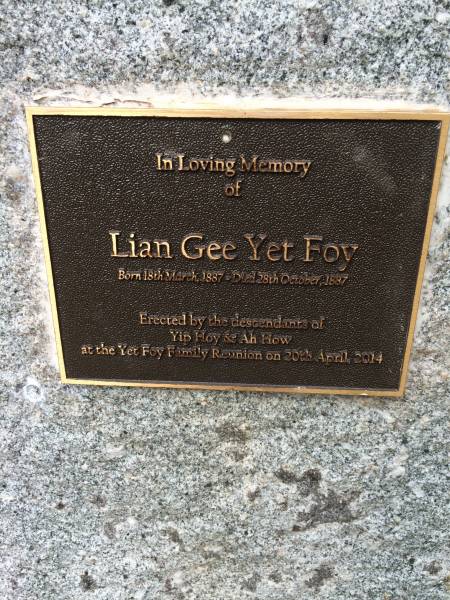 In Loving Memory
of
Lian Gee Yet Foy
Born 18th March, 1887 - Died 28th October, 1887
Erected by the descendants of
Yip Hoy & Ah How
at the Yet Foy Family Reunion on 20th April, 2014